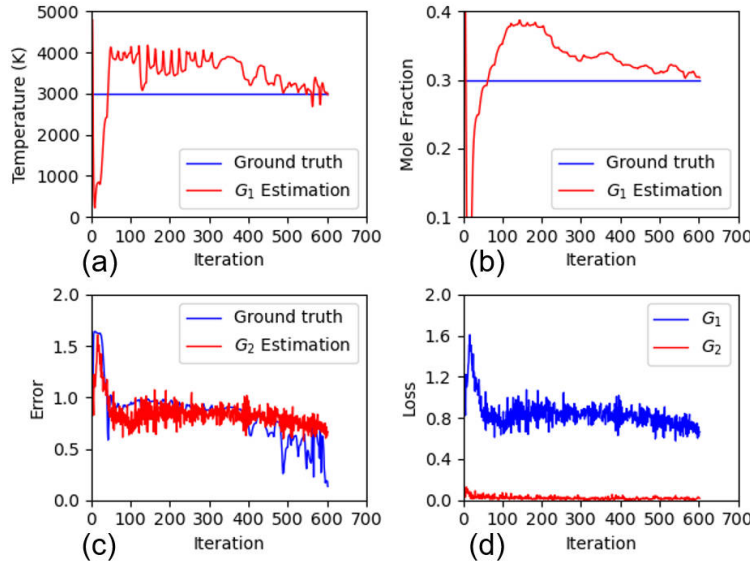 5000
4000
3000
2000
1000
0
Temperature (K)
Ground truth
G₁ Estimation
0 100 200 300 400 500 600 700
Iteration
(a)
0.4
0.3
0.2
0.1
Mole Fraction
Ground truth
G₁ Estimation
0 100 200 300 400 500 600 700
Iteration
(b)
2.0
1.5
1.0
0.5
0.0
Error
Ground truth
G₂ Estimation
0 100 200 300 400 500 600 700
Iteration
(c)
2.0
1.6
1.2
0.8
0.4
0.0
Loss
G₁
G₂
0 100 200 300 400 500 600 700
Iteration
(d)